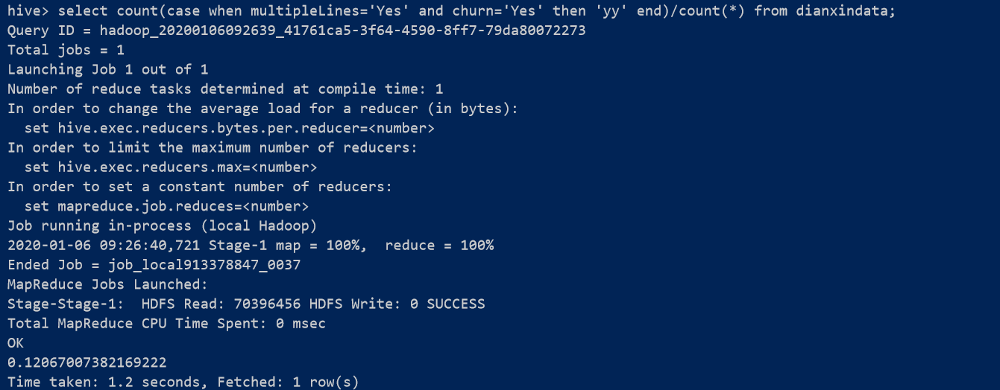 hive> select count(case when multipleLines='Yes' and churn='Yes' then 'yy' end)/count(*) from dianxindata;
Query ID = hadoop_20200106092639_41761ca5-3f64-4590-8ff7-79da80072273
Total jobs = 1
Launching Job 1 out of 1
Number of reduce tasks determined at compile time: 1
In order to change the average load for a reducer (in bytes):
  set hive.exec.reducers.bytes.per.reducer=<number>
In order to limit the maximum number of reducers:
  set hive.exec.reducers.max=<number>
In order to set a constant number of reducers:
  set mapreduce.job.reduces=<number>
Job running in-process (local Hadoop)
2020-01-06 09:26:40,721 Stage-1 map = 100%,  reduce = 100%
Ended Job = job_local913378847_0037
MapReduce Jobs Launched:
Stage-Stage-1:  HDFS Read: 70396456 HDFS Write: 0 SUCCESS
Total MapReduce CPU Time Spent: 0 msec
OK
0.12067007382169222
Time taken: 1.2 seconds, Fetched: 1 row(s)